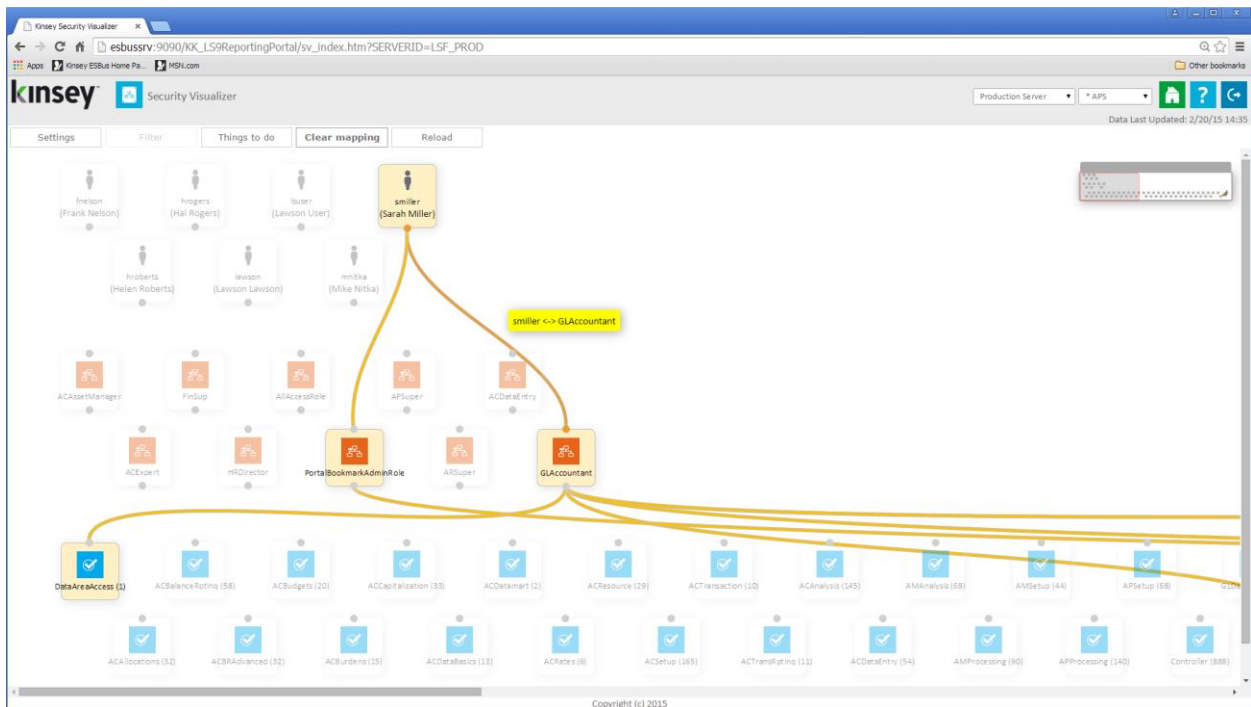 Kinsey Security Visualizer
esbussrv:9090/KK_LS9ReportingPortal/sv_index.htm?SERVERID=LSF_PROD
Apps Kinsey ESBus Home Pa... MSN.com Other bookmarks
kinsey Security Visualizer Production Server * APS ?
Data Last Updated: 2/20/15 14:35
Settings Filter Things to do Clear mapping Reload
fnelson hrogers lsuser smiller
(Frank Nelson) (Hal Rogers) (Lawson User) (Sarah Miller)
hroberts lawson mnitka
(Helen Roberts) (Lawson Lawson) (Mike Nitka)
smiller <-> GLAccountant
ACAssetManager FinSup AllAccessRole APSuper ACDataEntry
ACExpert HRDirector PortalBookmarkAdminRole ARSuper GLAccountant
DataAreaAccess (1) ACBalanceRpting (58) ACBudgets (20) ACCapitalization (33) ACDatamart (2) ACResource (29) ACTransaction (10) ACAnalysis (145) AMAnalysis (68) AMSetup (44) APSetup (68)
ACAllocations (32) ACBRAdvanced (82) ACBurdens (15) ACDataBasics (13) ACRates (6) ACSetup (165) ACTransRpting (11) ACDataEntry (54) AMProcessing (90) APProcessing (140) Controller (888)
Copyright (c) 2015